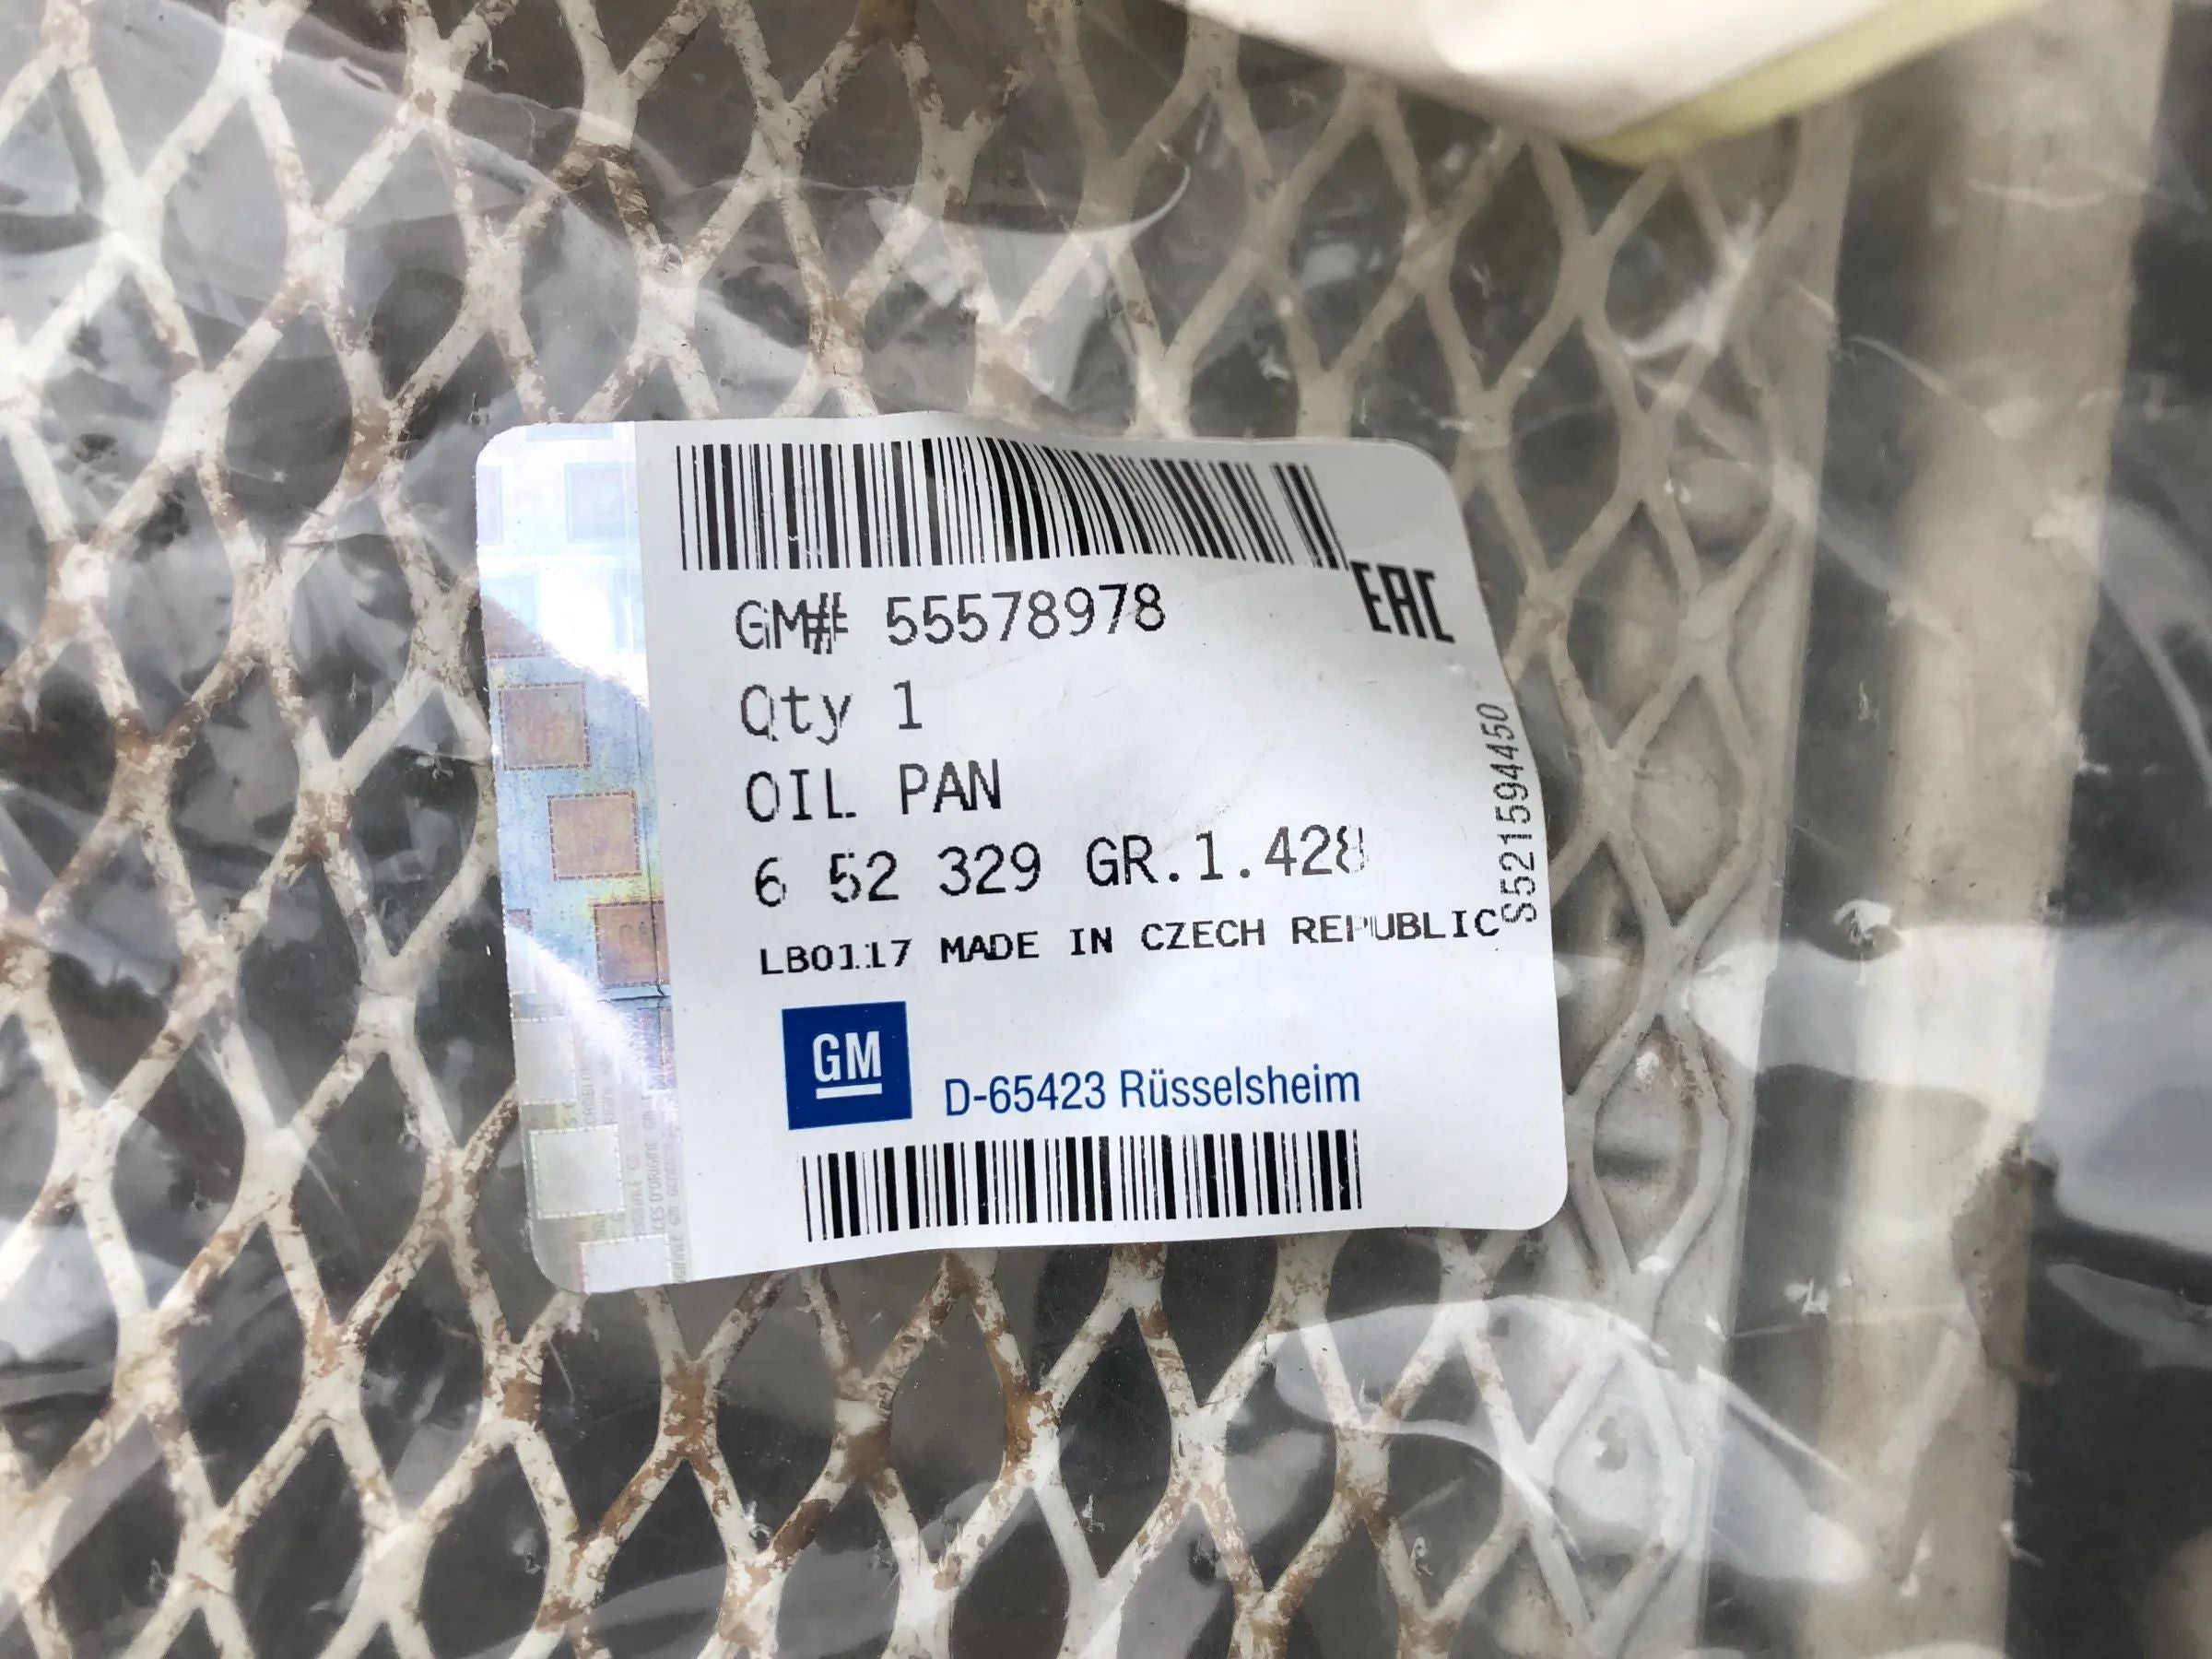 GM# 55578978
EAC
Qty 1
OIL PAN
6 52 329 GR.1.428
LB0117 MADE IN CZECH REPUBLIC
S521594450
GM
D-65423 Rüsselsheim